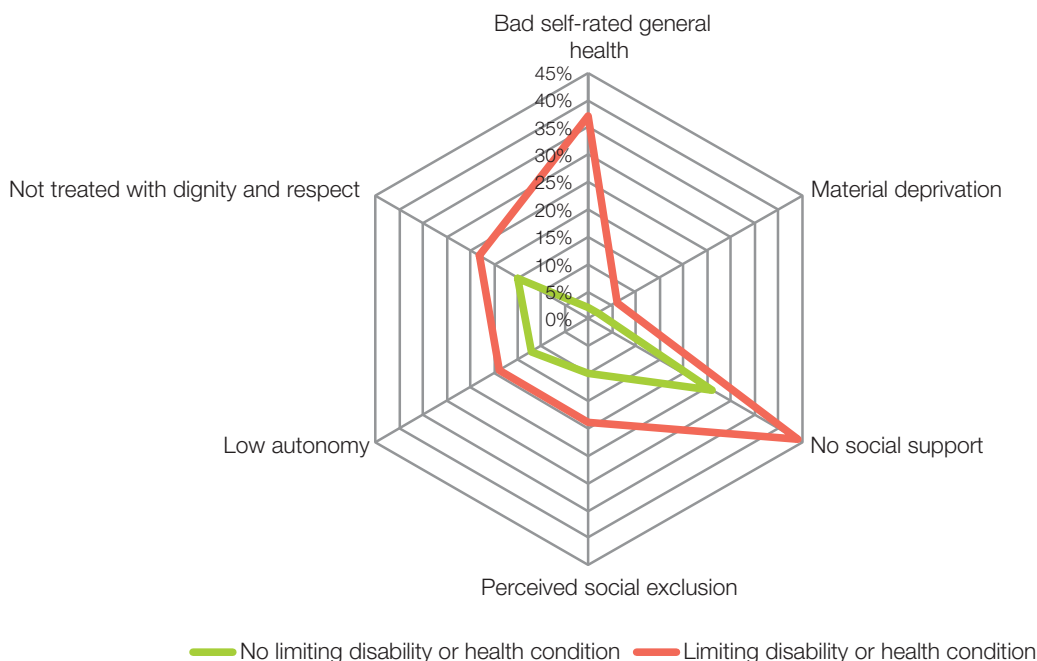 Bad self-rated general
health
45%
40%
35%
30%
25%
20%
15%
10%
5%
0%
Not treated with dignity and respect
Material deprivation
Low autonomy
No social support
Perceived social exclusion
No limiting disability or health condition
Limiting disability or health condition